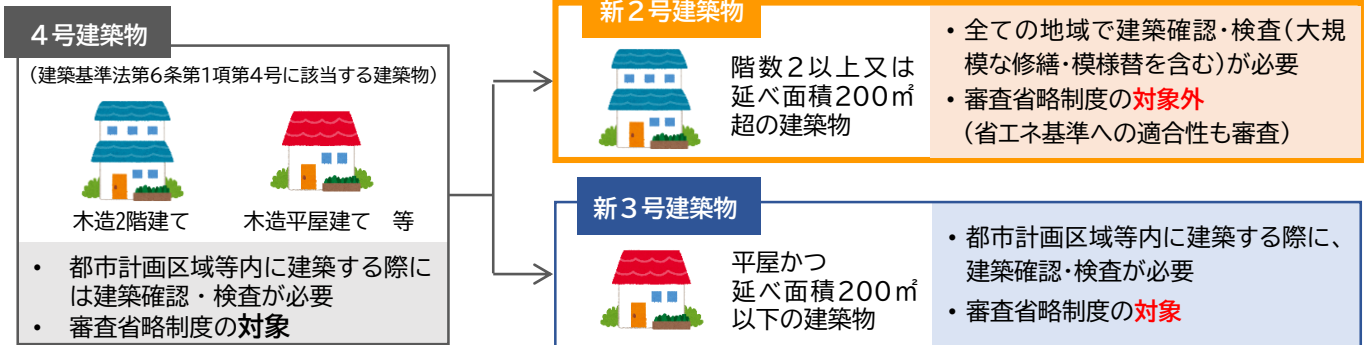 4号建築物
(建築基準法第6条第1項第4号に該当する建築物)
木造2階建て 木造平屋建て 等
• 都市計画区域等内に建築する際に
は建築確認・検査が必要
• 審査省略制度の対象
新2号建築物
階数2以上又は
延べ面積200㎡
超の建築物
• 全ての地域で建築確認・検査(大規
模な修繕・模様替を含む)が必要
• 審査省略制度の対象外
(省エネ基準への適合性も審査)
新3号建築物
平屋かつ
延べ面積200㎡
以下の建築物
• 都市計画区域等内に建築する際に、
建築確認・検査が必要
• 審査省略制度の対象